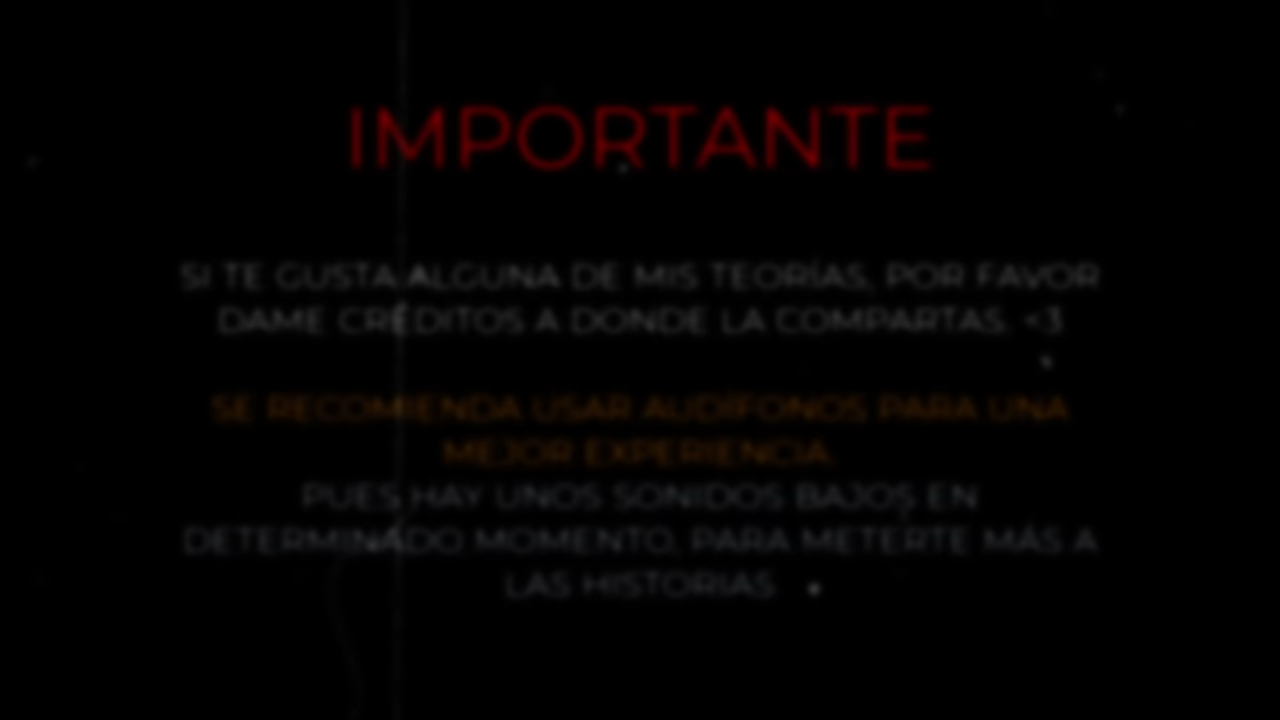 IMPORTANTE
SI TE GUSTA ALGUNA DE MIS TEORÍAS, POR FAVOR
DAME CRÉDITOS A DONDE LA COMPARTAS. <3
SE RECOMIENDA USAR AUDÍFONOS PARA UNA
MEJOR EXPERIENCIA.
PUES HAY UNOS SONIDOS BAJOS EN
DETERMINADO MOMENTO, PARA METERTE MÁS A
LAS HISTORIAS